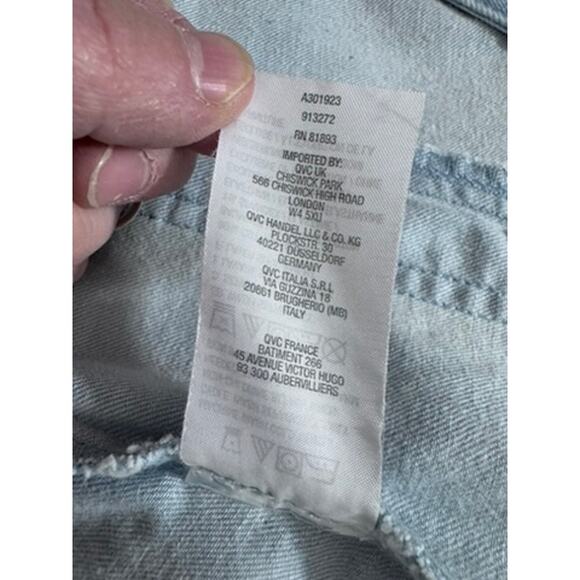 A301923
913272
RN 81893
IMPORTED BY:
QVC UK
CHISWICK PARK
566 CHISWICK HIGH ROAD
LONDON
W4 5XU
QVC HANDEL LLC & CO. KG
PLOCKSTR. 30
40221 DÜSSELDORF
GERMANY
QVC ITALIA S.R.L
VIA GUZZINA 18
20861 BRUGHERIO (MB)
ITALY
QVC FRANCE
BATIMENT 266
45 AVENUE VICTOR HUGO
93 300 AUBERVILLIERS